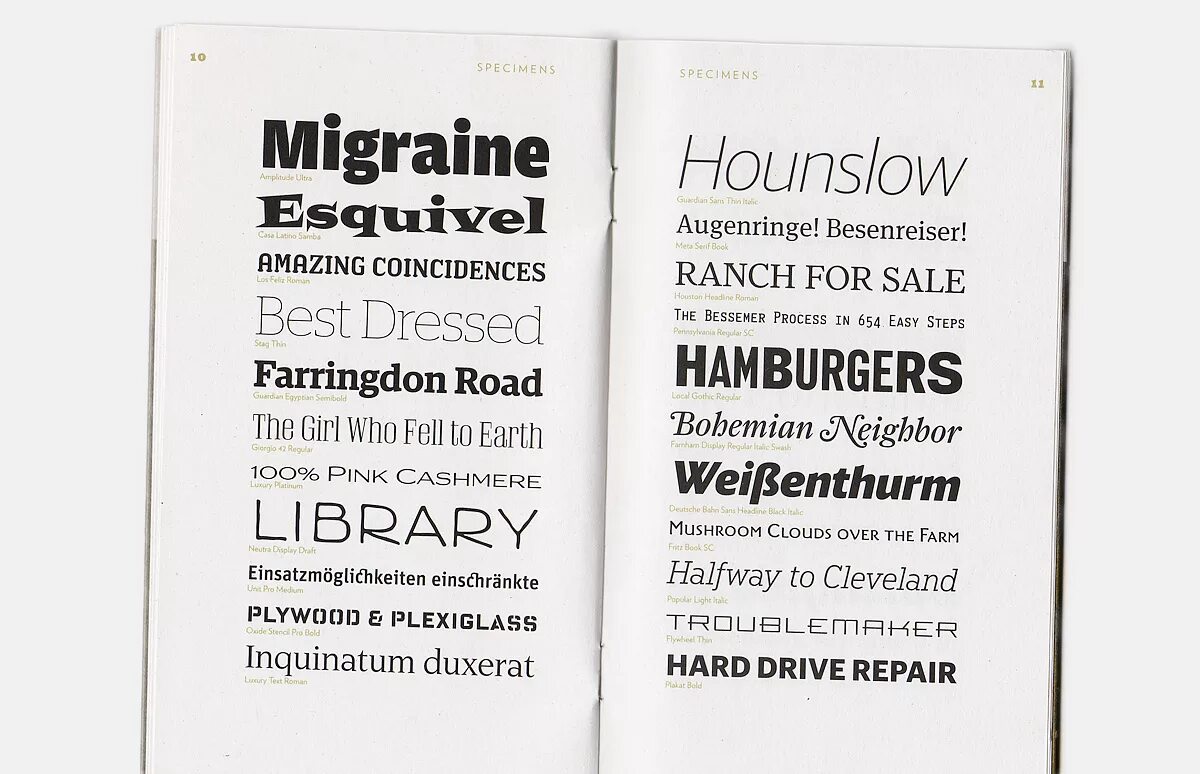 10
SPECIMENS
Migraine
Amplitude Ultra
Esquivel
Casa Latino Samba
AMAZING COINCIDENCES
Los Feliz Roman
Best Dressed
Stag Thin
Farringdon Road
Guardian Egyptian Semibold
The Girl Who Fell to Earth
Giorgio 42 Regular
100% PINK CASHMERE
Luxury Platinum
LIBRARY
Neutra Display Draft
Einsatzmöglichkeiten einschränkte
Unit Pro Medium
PLYWOOD & PLEXIGLASS
Oxide Stencil Pro Bold
Inquinatum duxerat
Luxury Text Roman
SPECIMENS
11
Hounslow
Guardian Sans Thin Italic
Augenringe! Besenreiser!
Meta Serif Book
RANCH FOR SALE
Houston Headline Roman
THE BESSEMER PROCESS IN 654 EASY STEPS
Pennsylvania Regular SC
HAMBURGERS
Local Gothic Regular
Bohemian Neighbor
Farnham Display Regular Italic Swash
Weißenthurm
Deutsche Bahn Sans Headline Black Italic
MUSHROOM CLOUDS OVER THE FARM
Fritz Book SC
Halfway to Cleveland
Popular Light Italic
TROUBLEMAKER
Flywheel Thin
HARD DRIVE REPAIR
Plakat Bold